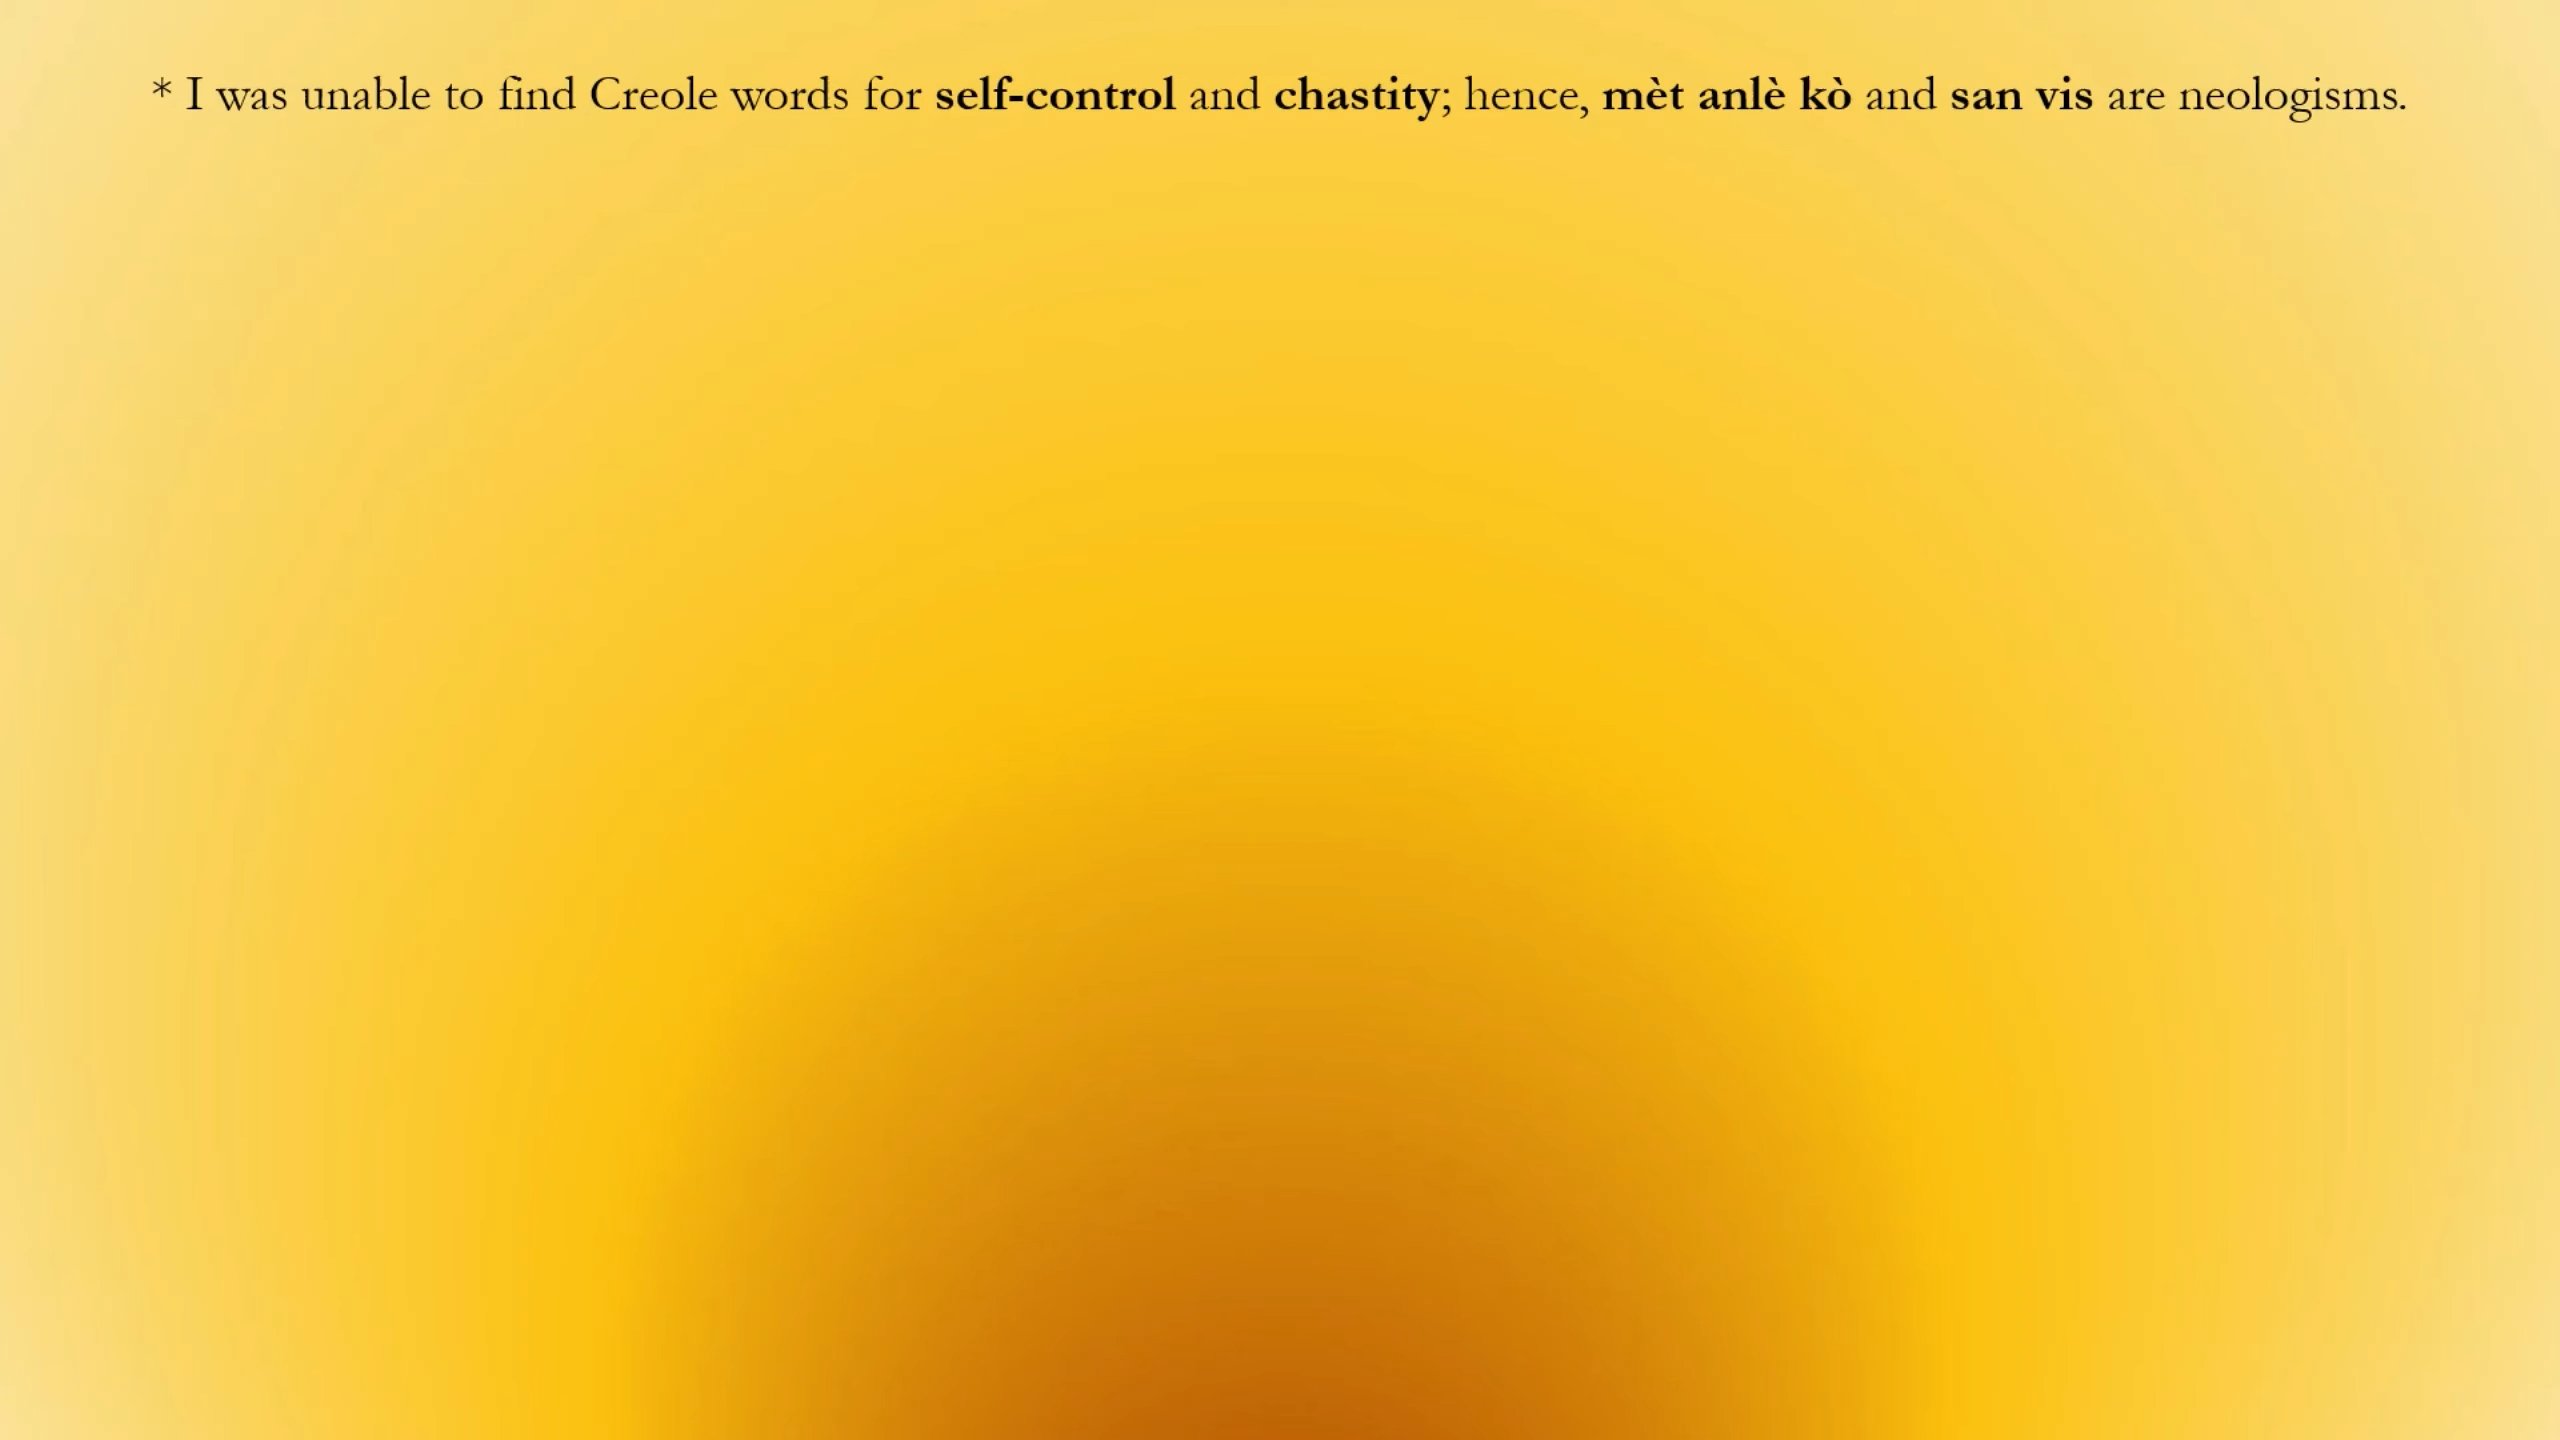 * I was unable to find Creole words for self-control and chastity; hence, mèt anlè kò and san vis are neologisms.